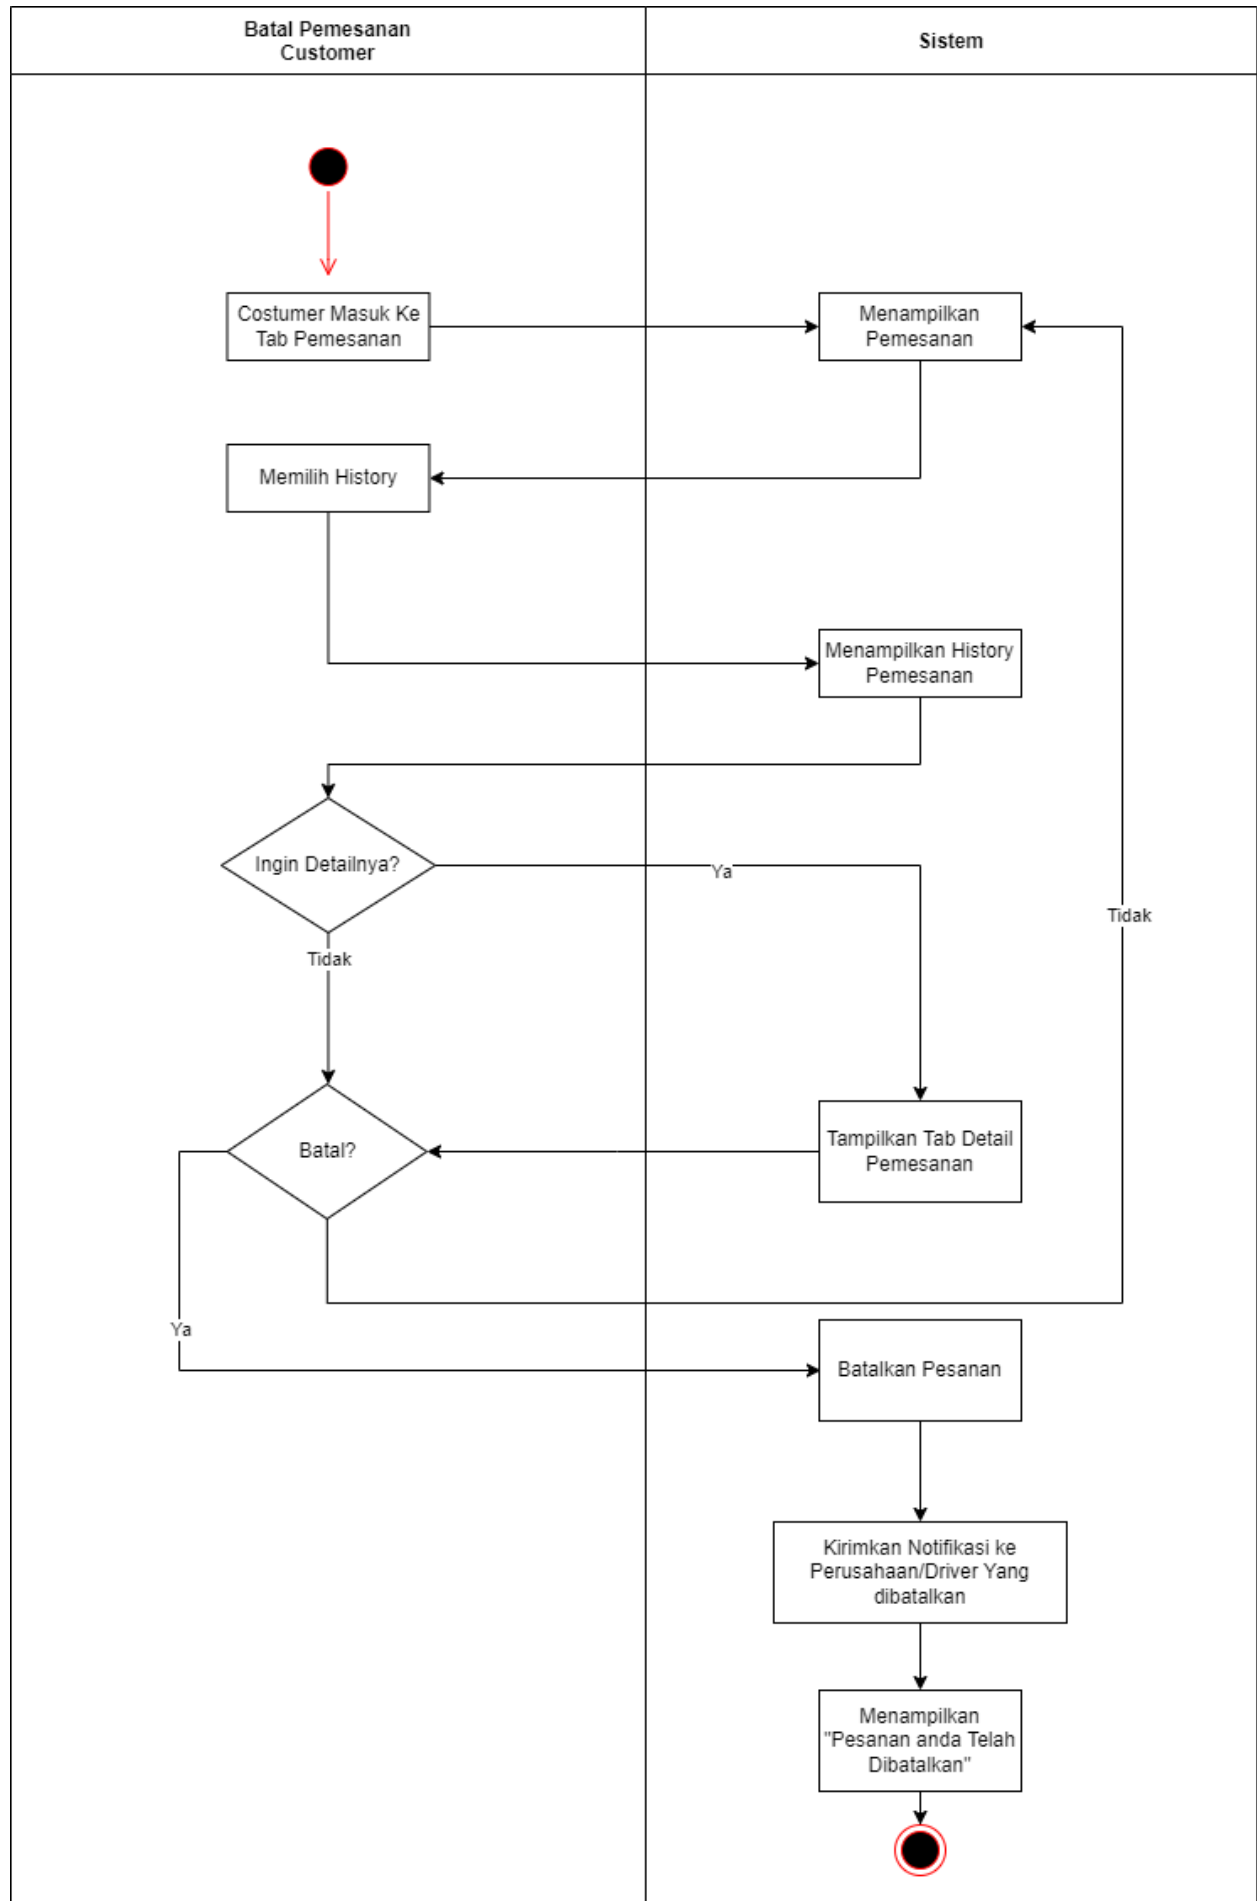 Batal Pemesanan
Customer
Sistem
Costumer Masuk Ke
Tab Pemesanan
Menampilkan
Pemesanan
Memilih History
Menampilkan History
Pemesanan
Ingin Detailnya?
Ya
Tidak
Tidak
Batal?
Tampilkan Tab Detail
Pemesanan
Ya
Batalkan Pesanan
Kirimkan Notifikasi ke
Perusahaan/Driver Yang
dibatalkan
Menampilkan
"Pesanan anda Telah
Dibatalkan"